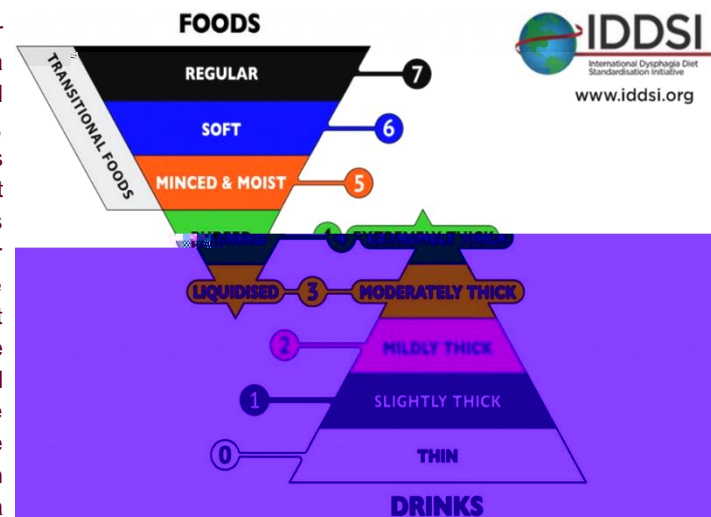 FOODS
IDDSI
International Dysphagia Diet
Standardisation Initiative
www.iddsi.org
TRANSITIONAL FOODS
REGULAR
7
SOFT
6
MINCED & MOIST
5
EXTREMELY THICK
LIQUIDISED
3
MODERATELY THICK
2
MILDLY THICK
1
SLIGHTLY THICK
0
THIN
DRINKS